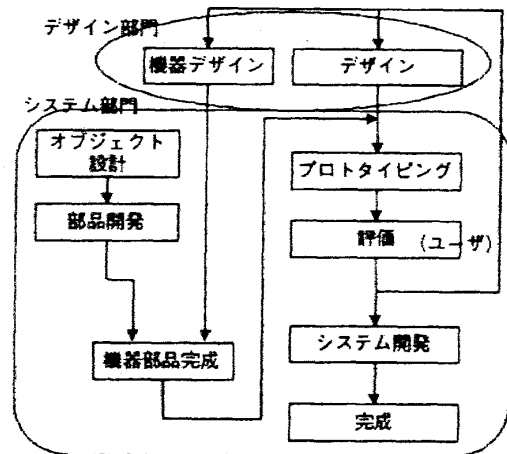 デザイン部門
機器デザイン
デザイン
システム部門
オブジェクト
設計
プロトタイピング
部品開発
評価 (ユーザ)
機器部品完成
システム開発
完成